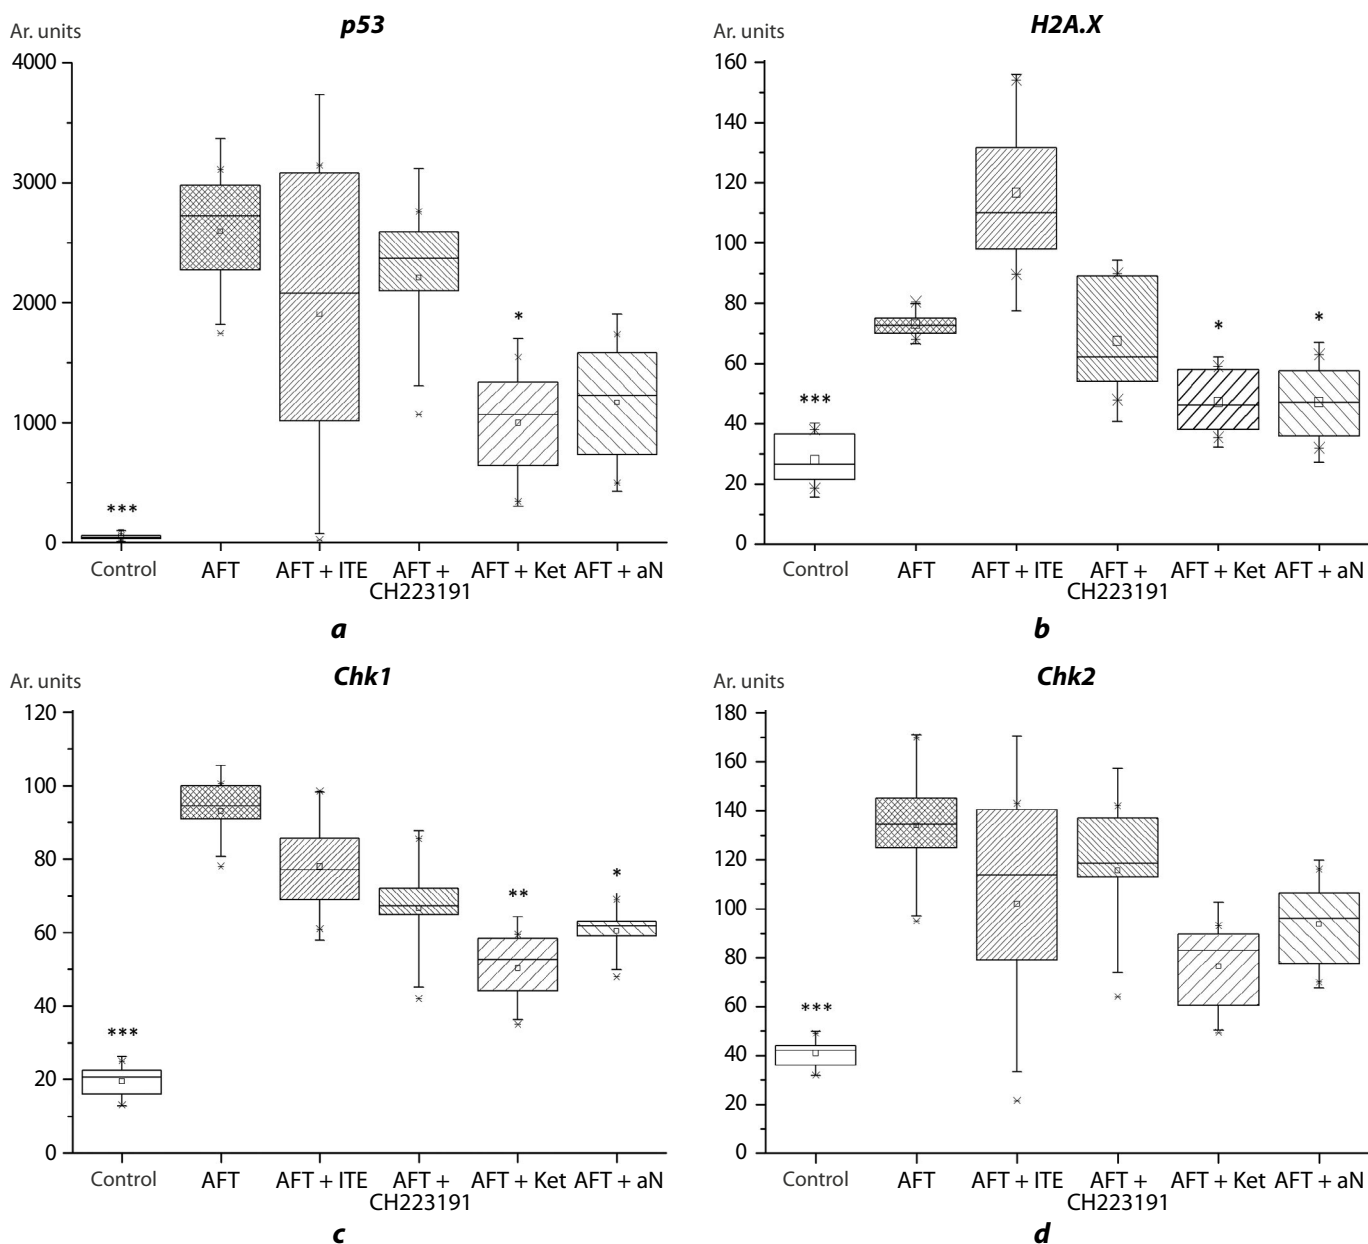 p53
Ar. units
4000
3000
2000
1000
0
***
*
Control AFT AFT + ITE AFT + AFT + Ket AFT + aN
CH223191
a
H2A.X
Ar. units
160
140
120
100
80
60
40
20
0
***
*
*
Control AFT AFT + ITE AFT + AFT + Ket AFT + aN
CH223191
b
Chk1
Ar. units
120
100
80
60
40
20
0
***
**
*
Control AFT AFT + ITE AFT + AFT + Ket AFT + aN
CH223191
c
Chk2
Ar. units
180
160
140
120
100
80
60
40
20
0
***
Control AFT AFT + ITE AFT + AFT + Ket AFT + aN
CH223191
d